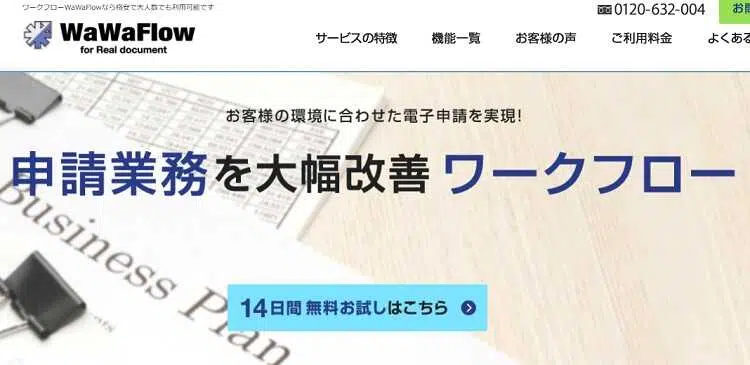 ワークフローWaWaFlowなら格安で大人数でも利用可能です
0120-632-004
お問
WaWaFlow
for Real document
サービスの特徴 機能一覧 お客様の声 ご利用料金 よくある
お客様の環境に合わせた電子申請を実現!
申請業務を大幅改善 ワークフロー
Business Plan
14日間 無料お試しはこちら